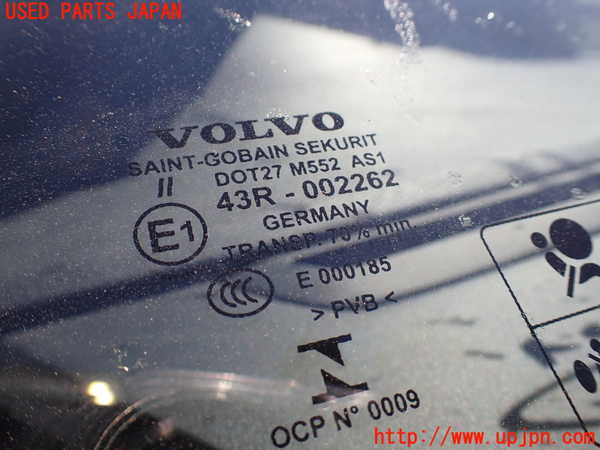 USED PARTS JAPAN
VOLVO
SAINT-GOBAIN SEKURIT
II DOT27 M552 AS1
43R - 002262
E1
GERMANY
TRANSP. 70% min.
CCC
E 000185
> PVB <
OCP N° 0009
http://www.upjpn.com/